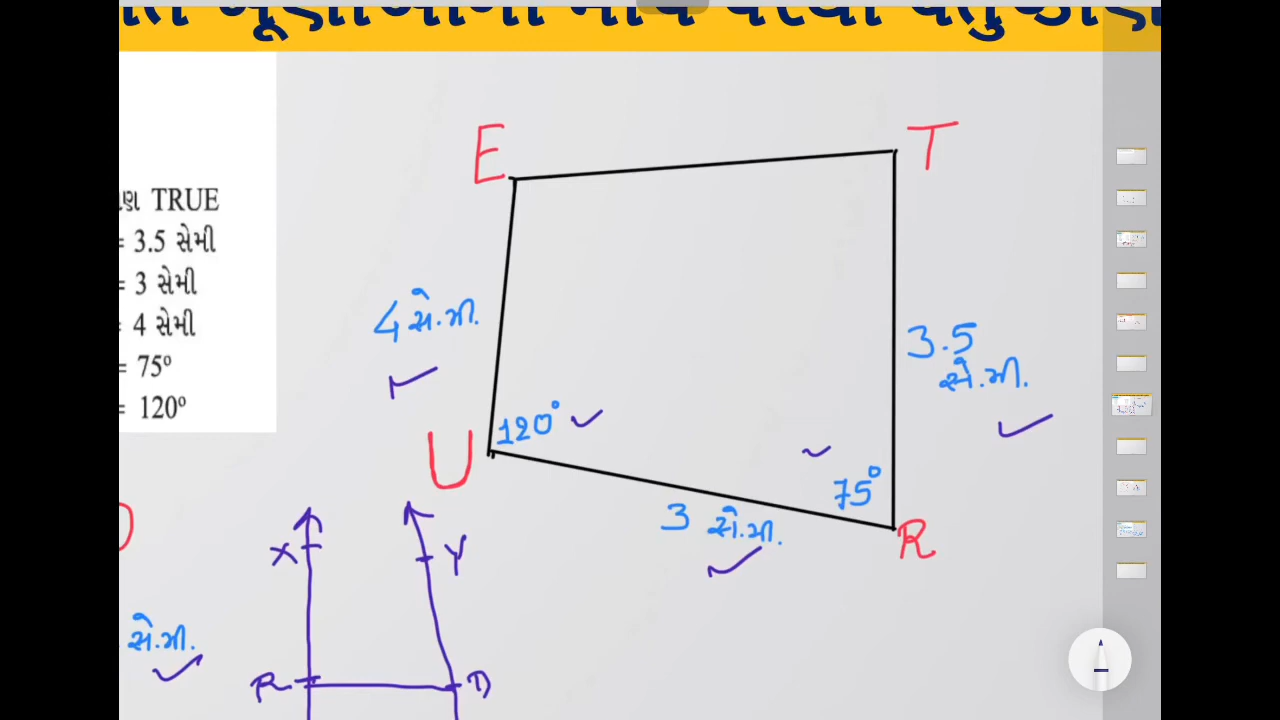 TRUE
= 3.5 સેમી
= 3 સેમી
= 4 સેમી
= 75°
= 120°
E
T
4 સે.મી.
3.5
સે.મી.
120°
75°
U
3 સે.મી.
R
X
Y
સે.મી.
R
D